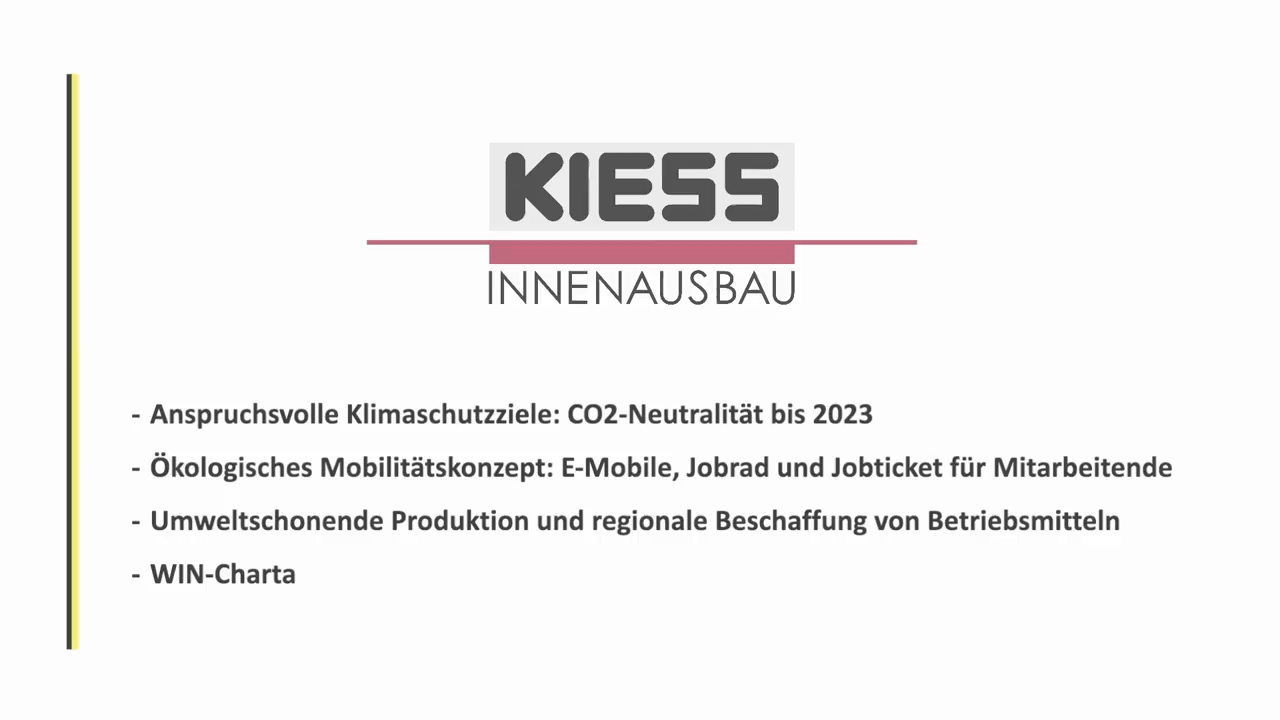 KIESS
INNENAUSBAU
- Anspruchsvolle Klimaschutzziele: CO2-Neutralität bis 2023
- Ökologisches Mobilitätskonzept: E-Mobile, Jobrad und Jobticket für Mitarbeitende
- Umweltschonende Produktion und regionale Beschaffung von Betriebsmitteln
- WIN-Charta